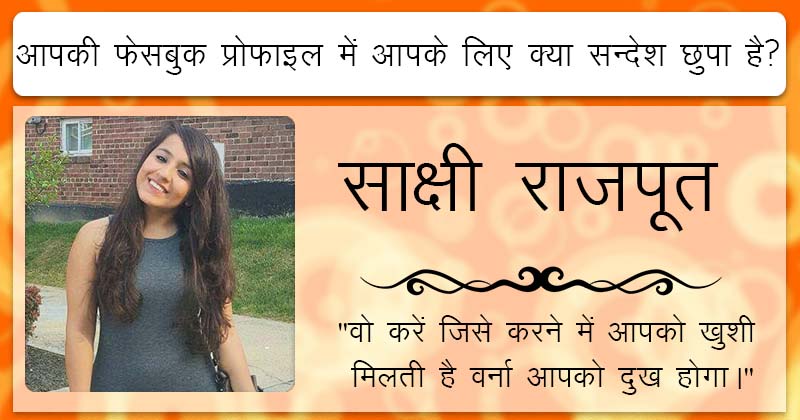 आपकी फेसबुक प्रोफाइल में आपके लिए क्या सन्देश छुपा है?
साक्षी राजपूत
"वो करें जिसे करने में आपको खुशी
मिलती है वर्ना आपको दुख होगा।"